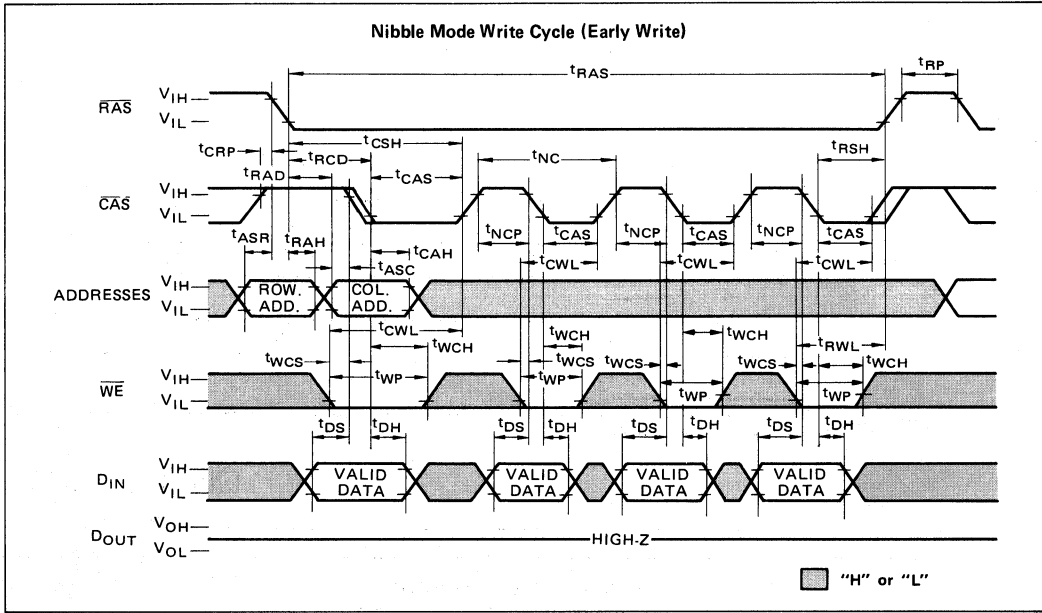 Nibble Mode Write Cycle (Early Write)
tRAS
tRP
RAS
VIH
VIL
tCSH
tCRP
tRCD
tNC
tRSH
tRAD
tCAS
CAS
VIH
VIL
tASR
tRAH
tCAH
tNCP
tCAS
tNCP
tCAS
tNCP
tCAS
tASC
tCWL
tCWL
tCWL
ADDRESSES
VIH
VIL
ROW. ADD.
COL. ADD.
tCWL
tWCH
tWCH
tWCH
tRWL
tWCS
tWCS
tWCS
tWCS
tWCH
WE
VIH
VIL
tWP
tWP
tWP
tWP
tDS
tDH
tDS
tDH
tDS
tDH
tDS
tDH
DIN
VIH
VIL
VALID DATA
VALID DATA
VALID DATA
VALID DATA
DOUT
VOH
VOL
HIGH-Z
"H" or "L"